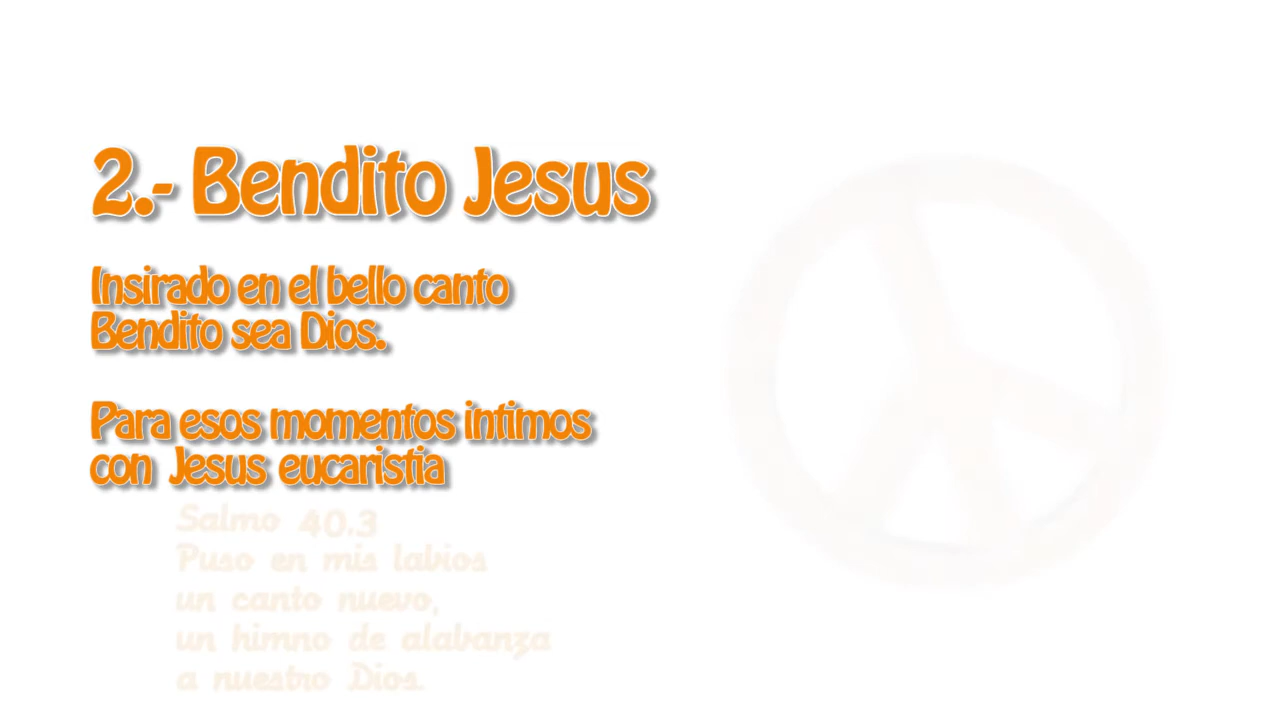 2.- Bendito Jesus
Insirado en el bello canto
Bendito sea Dios.
Para esos momentos intimos
con Jesus eucaristia
Salmo 40.3
Puso en mis labios
un canto nuevo,
un himno de alabanza
a nuestro Dios.